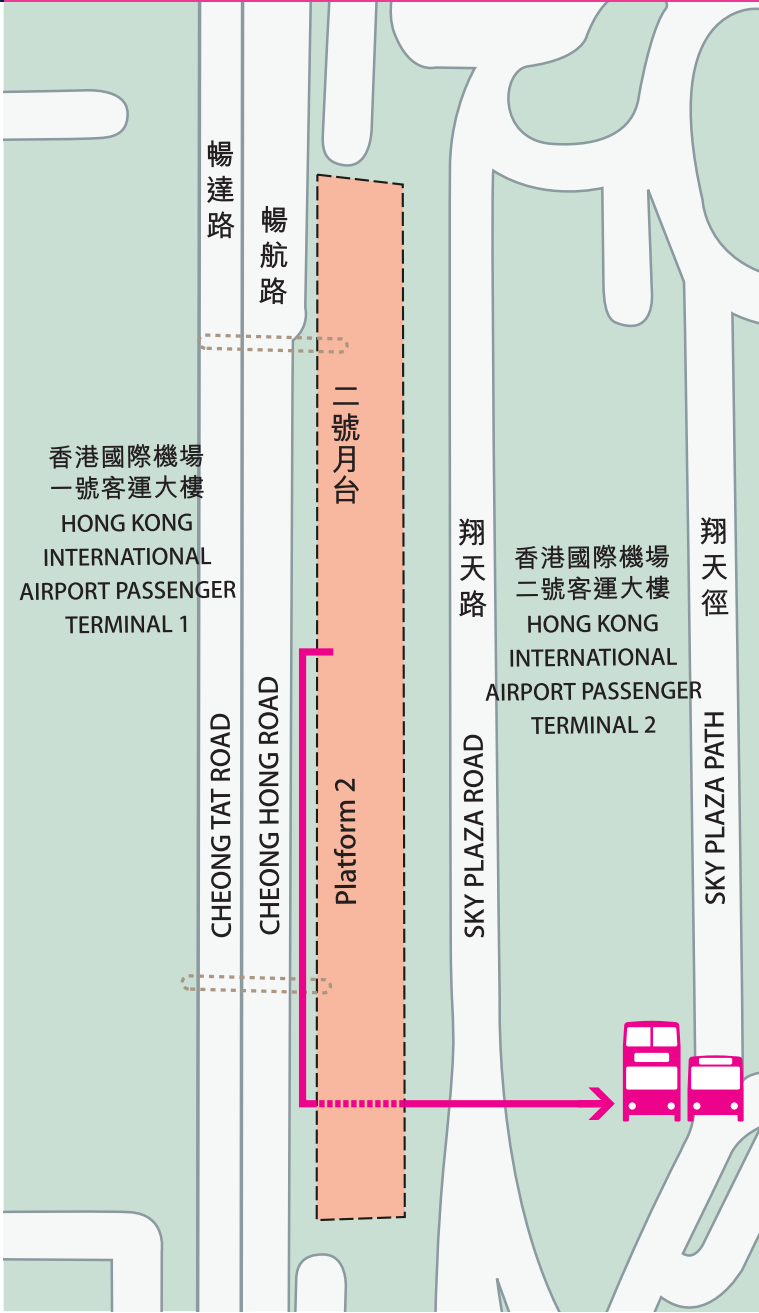 暢達路
CHEONG TAT ROAD
暢航路
CHEONG HONG ROAD
香港國際機場
一號客運大樓
HONG KONG
INTERNATIONAL
AIRPORT PASSENGER
TERMINAL 1
二號月台
Platform 2
翔天路
SKY PLAZA ROAD
香港國際機場
二號客運大樓
HONG KONG
INTERNATIONAL
AIRPORT PASSENGER
TERMINAL 2
翔天徑
SKY PLAZA PATH